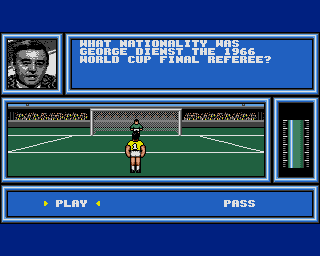 WHAT NATIONALITY WAS
GEORGE DIENST THE 1966
WORLD CUP FINAL REFEREE?
PLAY PASS